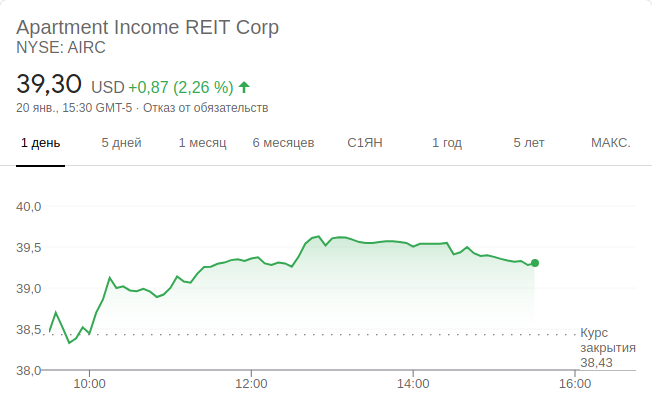 Apartment Income REIT Corp
NYSE: AIRC
39,30 USD +0,87 (2,26 %)
20 янв., 15:30 GMT-5 · Отказ от обязательств
1 день 5 дней 1 месяц 6 месяцев С1ЯН 1 год 5 лет МАКС.
40,0
39,5
39,0
38,5
38,0
Курс
закрытия
38,43
10:00 12:00 14:00 16:00